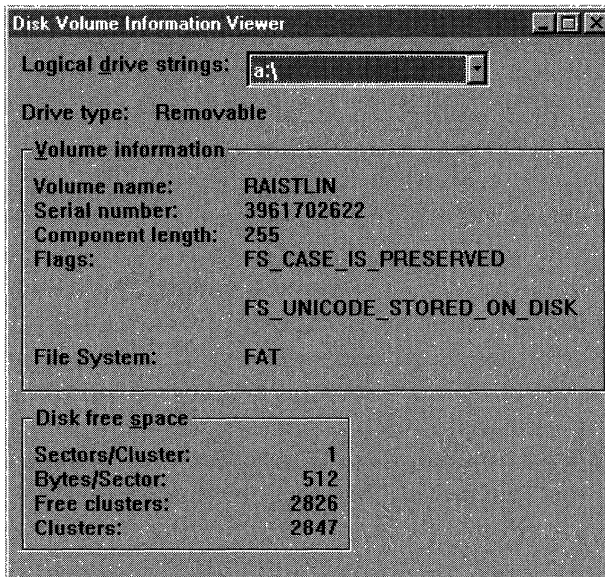 Disk Volume Information Viewer
Logical drive strings: a:\
Drive type: Removable
Volume information
Volume name: RAISTLIN
Serial number: 3961702622
Component length: 255
Flags: FS_CASE_IS_PRESERVED
FS_UNICODE_STORED_ON_DISK
File System: FAT
Disk free space
Sectors/Cluster: 1
Bytes/Sector: 512
Free clusters: 2826
Clusters: 2847